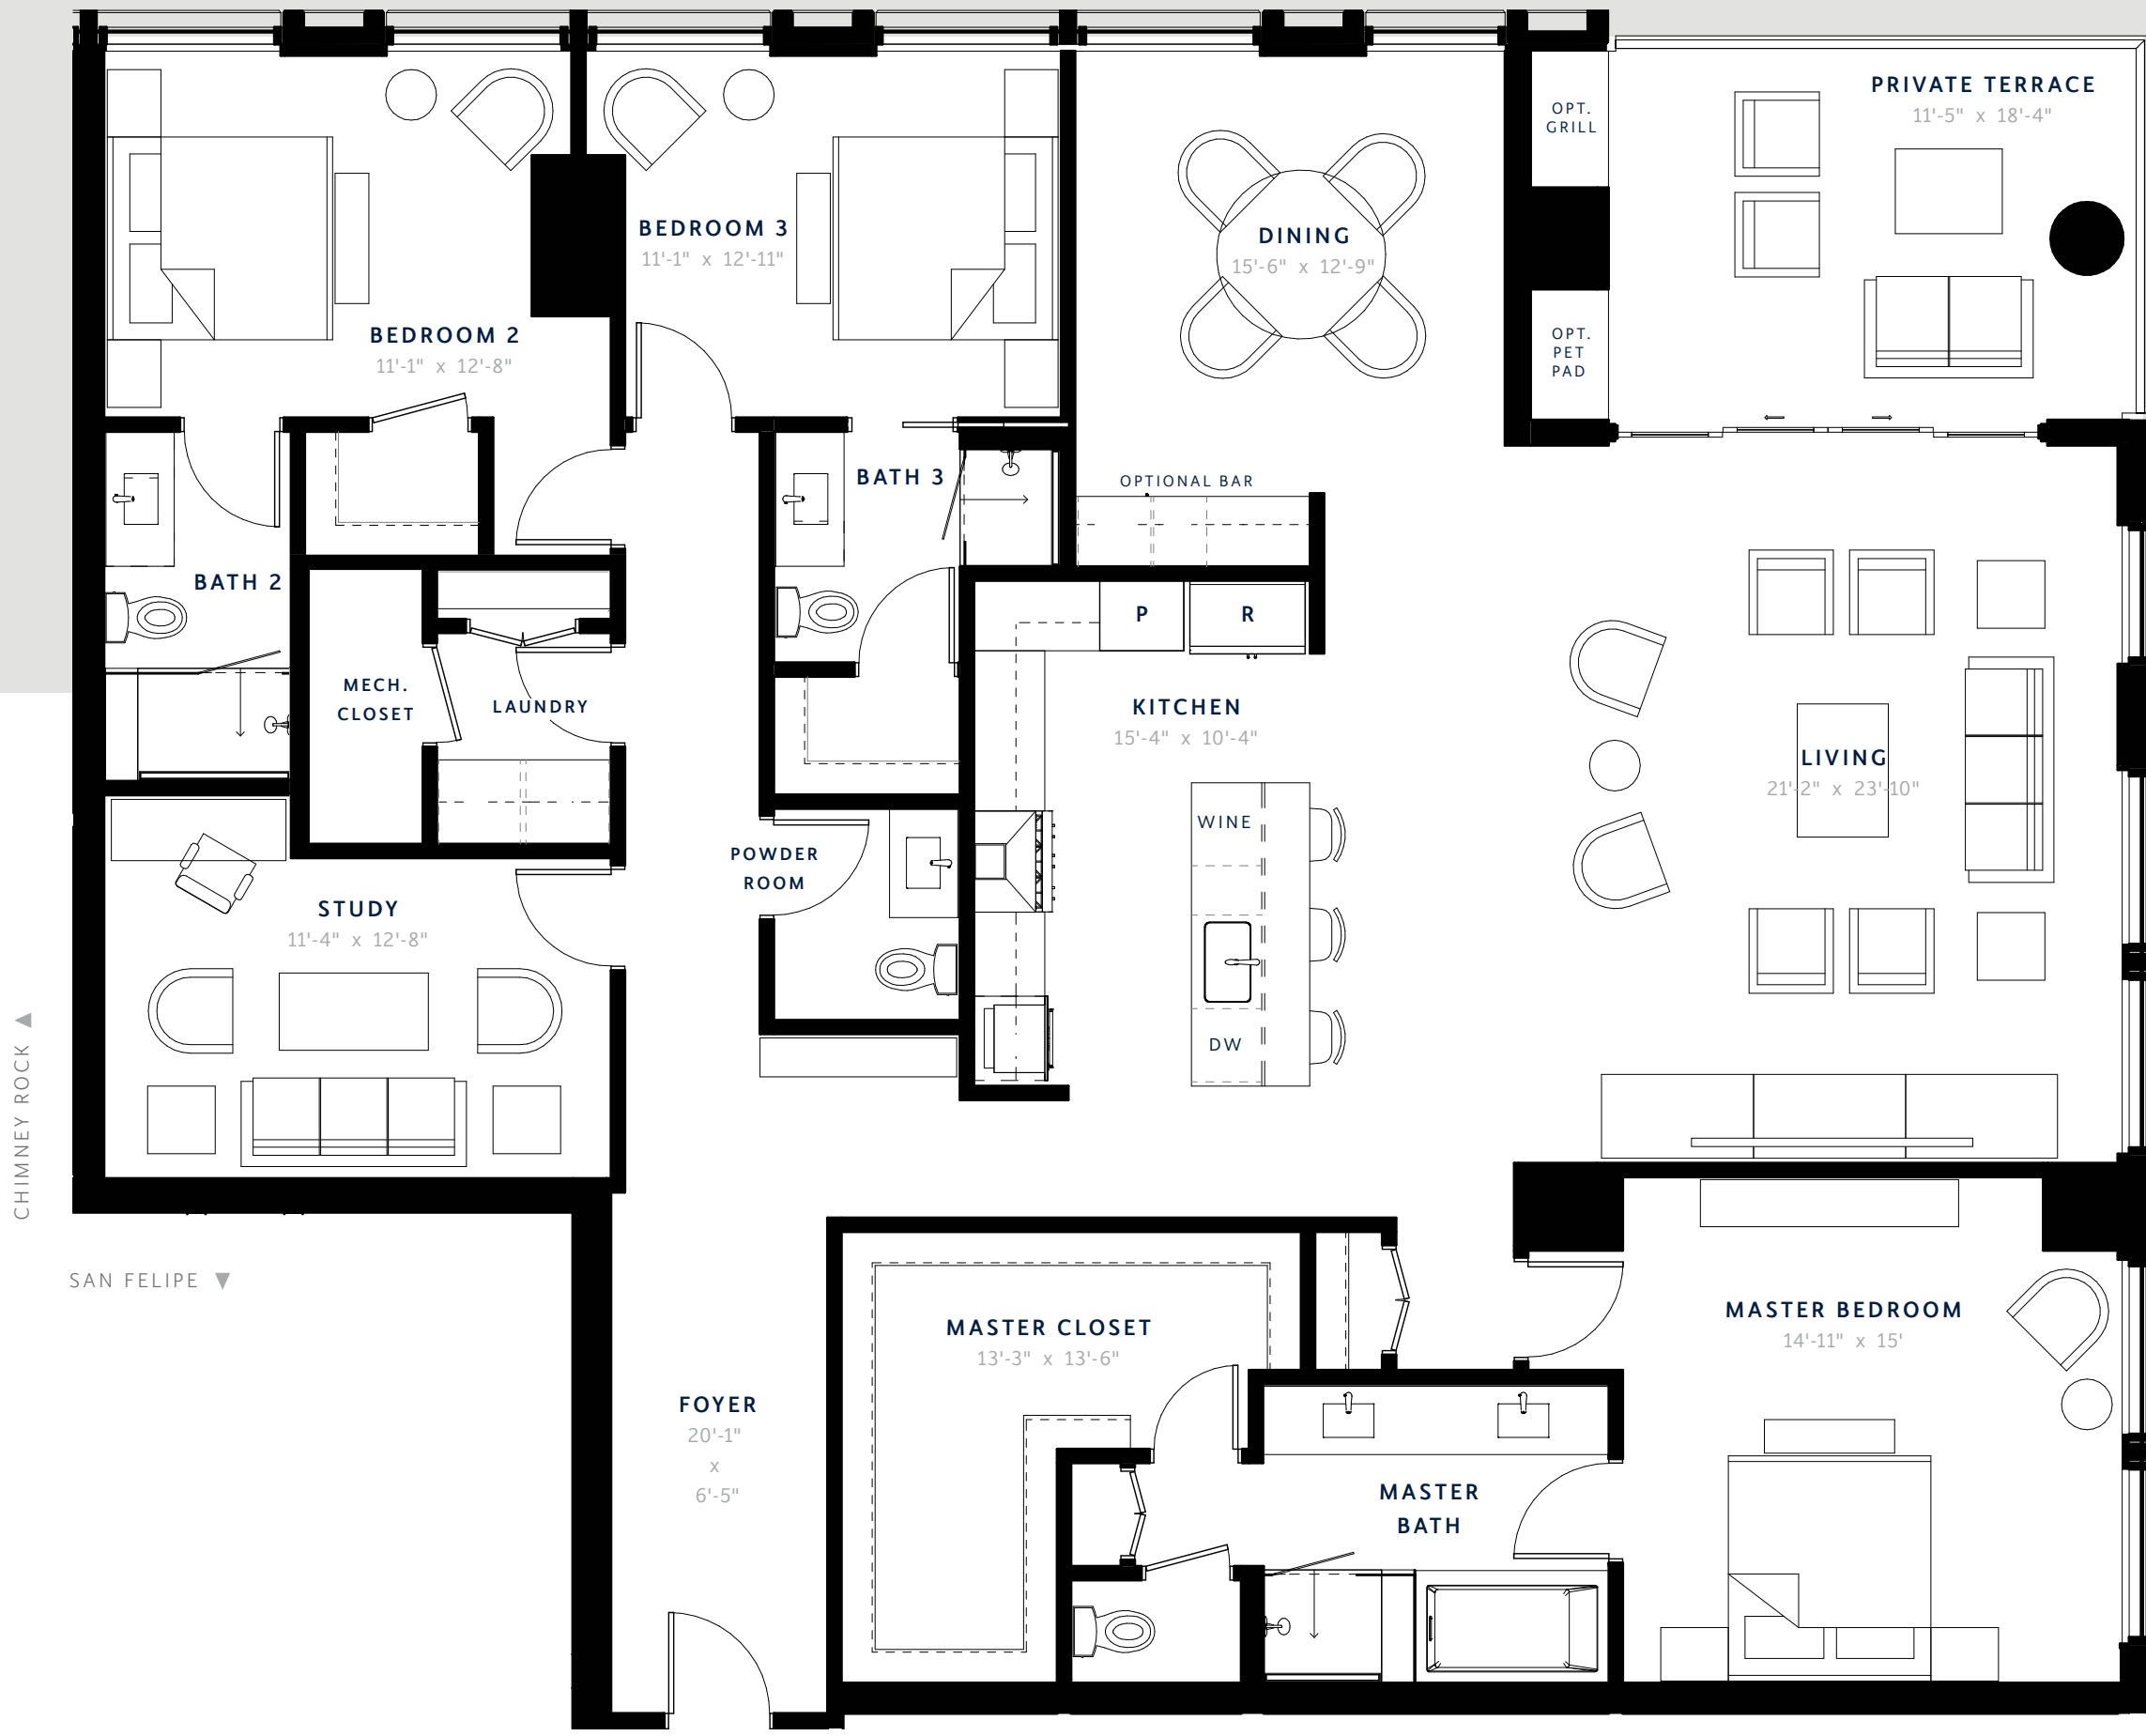 PRIVATE TERRACE
11'-5" x 18'-4"
OPT.
GRILL
BEDROOM 3
11'-1" x 12'-11"
DINING
15'-6" x 12'-9"
BEDROOM 2
11'-1" x 12'-8"
OPT.
PET
PAD
BATH 3
OPTIONAL BAR
BATH 2
P
R
MECH.
CLOSET
LAUNDRY
KITCHEN
15'-4" x 10'-4"
LIVING
21'-2" x 23'-10"
WINE
POWDER
ROOM
STUDY
11'-4" x 12'-8"
DW
CHIMNEY ROCK
SAN FELIPE
MASTER CLOSET
13'-3" x 13'-6"
MASTER BEDROOM
14'-11" x 15'
FOYER
20'-1"
x
6'-5"
MASTER
BATH